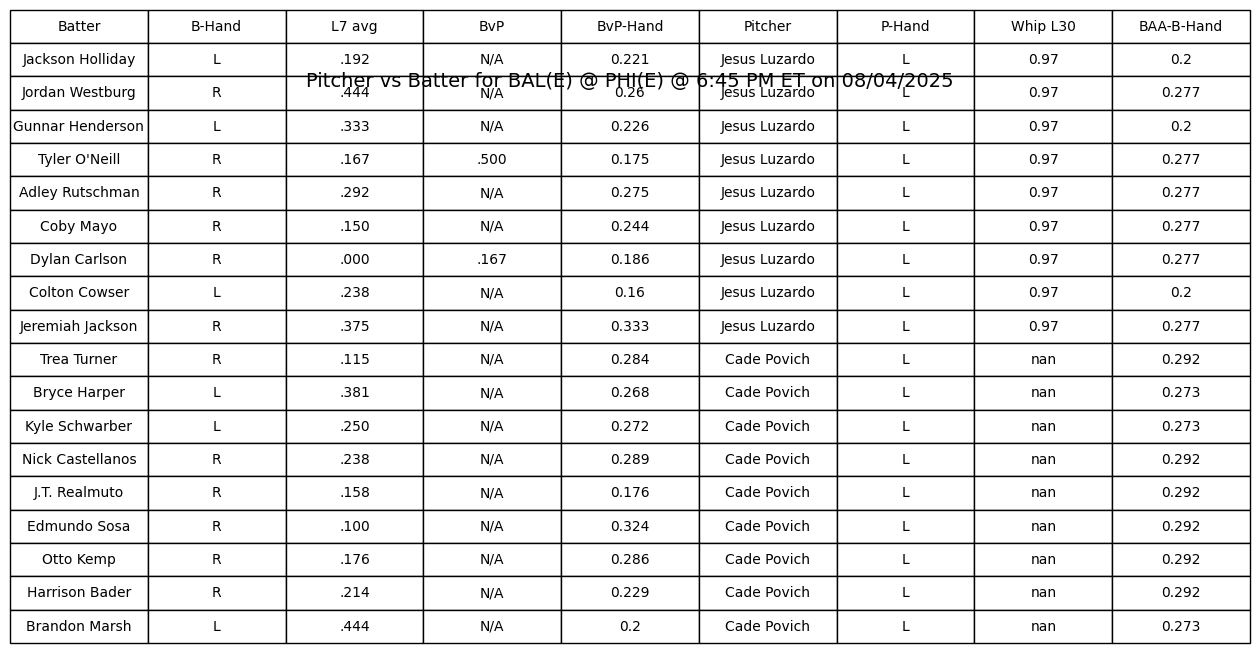 Batter B-Hand L7 avg BvP BvP-Hand Pitcher P-Hand Whip L30 BAA-B-Hand
Jackson Holliday L .192 N/A 0.221 Jesus Luzardo L 0.97 0.2
Pitcher vs Batter for BAL(E) @ PHI(E) @ 6:45 PM ET on 08/04/2025
Jordan Westburg R .444 N/A 0.26 Jesus Luzardo L 0.97 0.277
Gunnar Henderson L .333 N/A 0.226 Jesus Luzardo L 0.97 0.2
Tyler O'Neill R .167 .500 0.175 Jesus Luzardo L 0.97 0.277
Adley Rutschman R .292 N/A 0.275 Jesus Luzardo L 0.97 0.277
Coby Mayo R .150 N/A 0.244 Jesus Luzardo L 0.97 0.277
Dylan Carlson R .000 .167 0.186 Jesus Luzardo L 0.97 0.277
Colton Cowser L .238 N/A 0.16 Jesus Luzardo L 0.97 0.2
Jeremiah Jackson R .375 N/A 0.333 Jesus Luzardo L 0.97 0.277
Trea Turner R .115 N/A 0.284 Cade Povich L nan 0.292
Bryce Harper L .381 N/A 0.268 Cade Povich L nan 0.273
Kyle Schwarber L .250 N/A 0.272 Cade Povich L nan 0.273
Nick Castellanos R .238 N/A 0.289 Cade Povich L nan 0.292
J.T. Realmuto R .158 N/A 0.176 Cade Povich L nan 0.292
Edmundo Sosa R .100 N/A 0.324 Cade Povich L nan 0.292
Otto Kemp R .176 N/A 0.286 Cade Povich L nan 0.292
Harrison Bader R .214 N/A 0.229 Cade Povich L nan 0.292
Brandon Marsh L .444 N/A 0.2 Cade Povich L nan 0.273